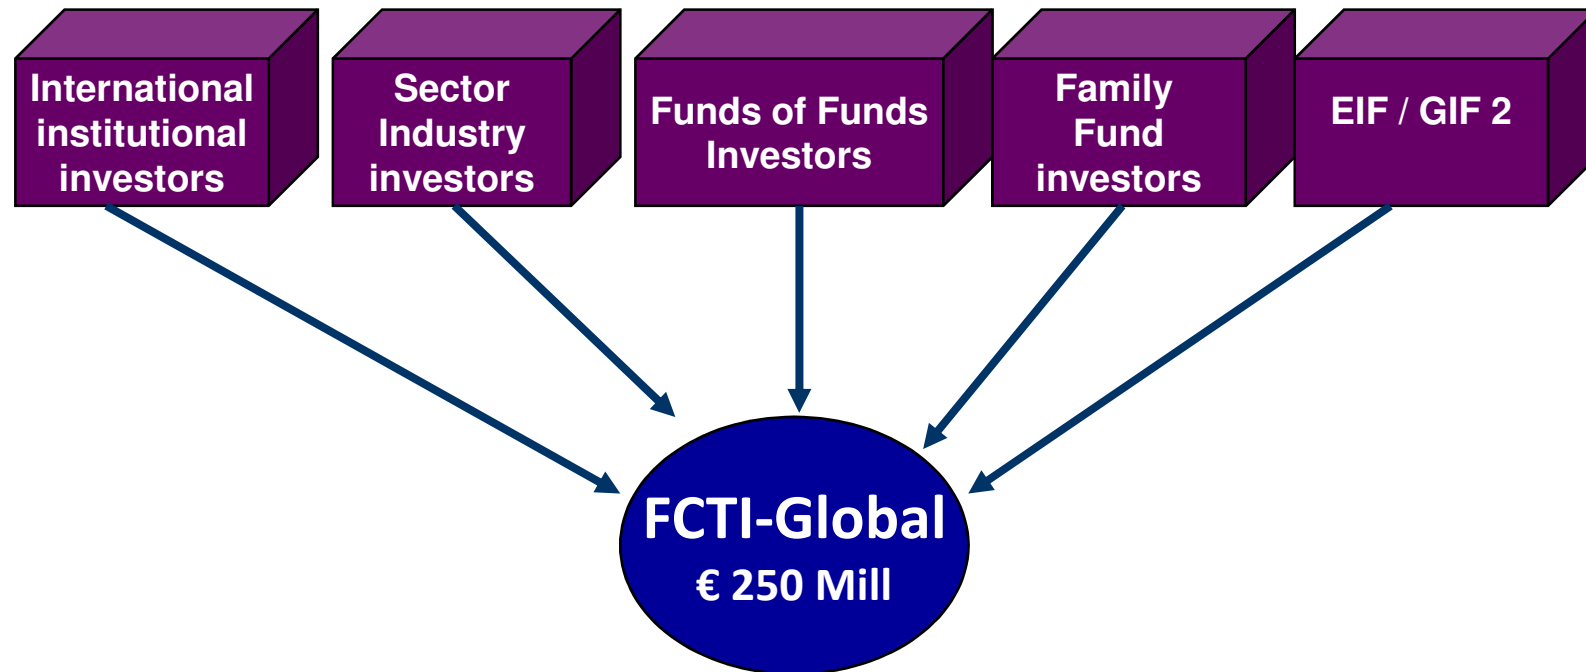 International
institutional
investors
Sector
Industry
investors
Funds of Funds
Investors
Family
Fund
investors
EIF / GIF 2
FCTI-Global
€ 250 Mill